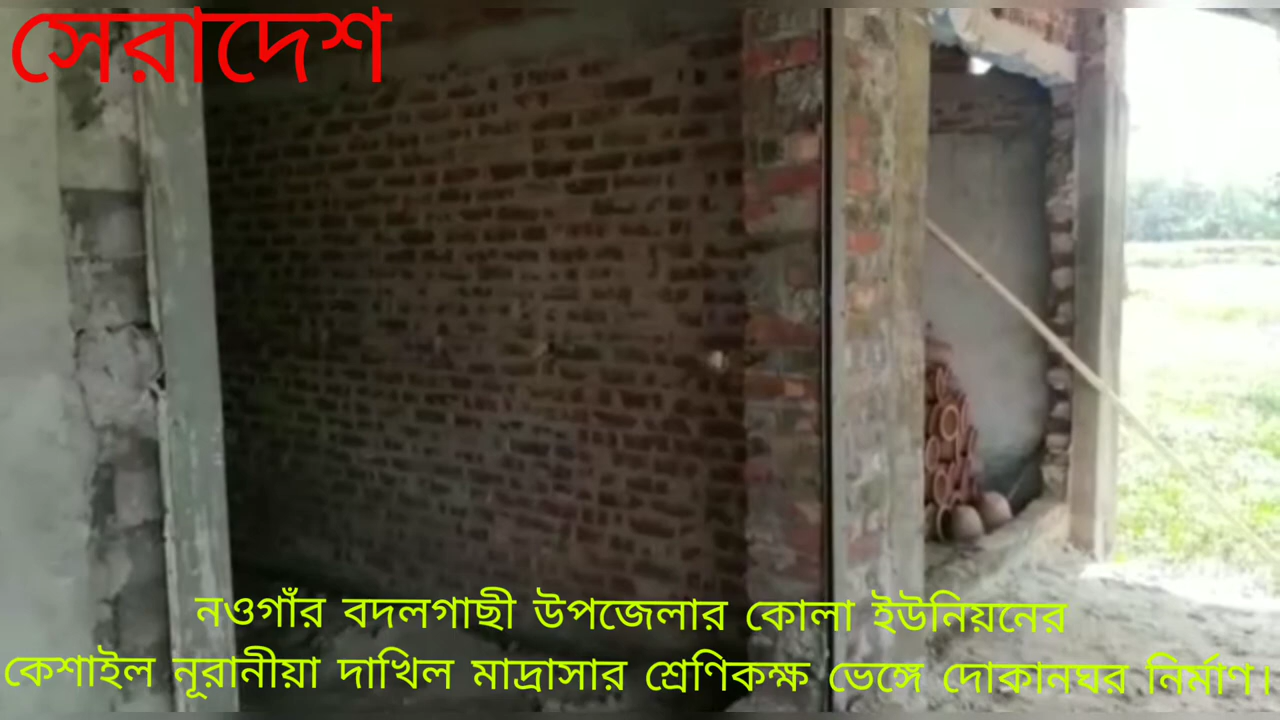 সেরাদেশ
নওগাঁর বদলগাছী উপজেলার কোলা ইউনিয়নের
কেশাইল নূরানীয়া দাখিল মাদ্রাসার শ্রেণিকক্ষ ভেঙ্গে দোকানঘর নির্মাণ।